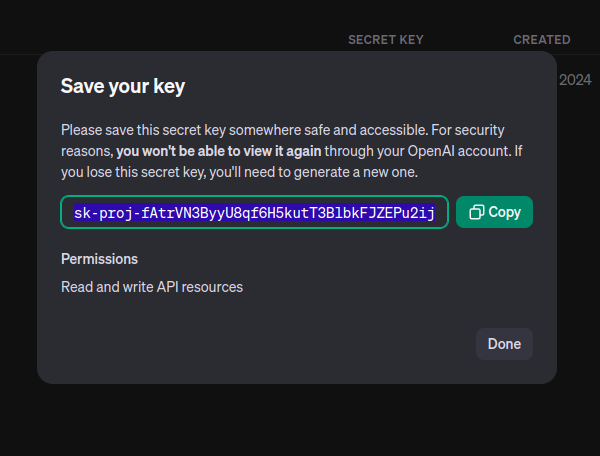 SECRET KEY CREATED
2024
Save your key
Please save this secret key somewhere safe and accessible. For security
reasons, you won't be able to view it again through your OpenAI account. If
you lose this secret key, you'll need to generate a new one.
sk-proj-fAtrVN3ByyU8qf6H5kutT3BlbkFJZEPu2ij
Copy
Permissions
Read and write API resources
Done